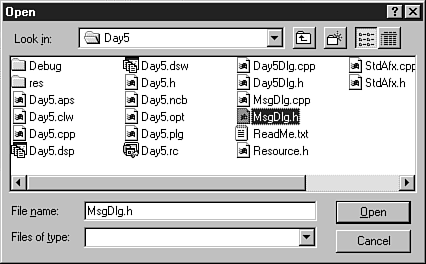 Open
Look in: Day5
Debug Day5.dsw Day5Dlg.cpp StdAfx.cpp
res Day5.h Day5Dlg.h StdAfx.h
Day5.aps Day5.ncb MsgDlg.cpp
Day5.clw Day5.opt MsgDlg.h
Day5.cpp Day5.plg ReadMe.txt
Day5.dsp Day5.rc Resource.h
File name: MsgDlg.h Open
Files of type: Cancel